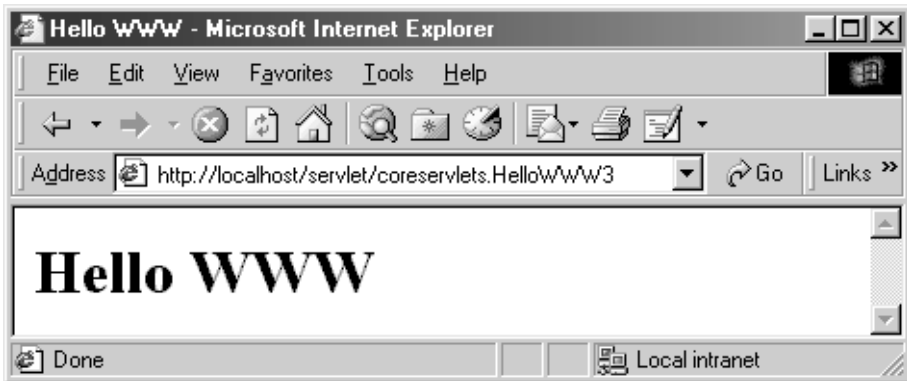 Hello WWW - Microsoft Internet Explorer
File Edit View Favorites Tools Help
Address http://localhost/servlet/coreservlets.HelloWWW3 Go Links »
Hello WWW
Done Local intranet